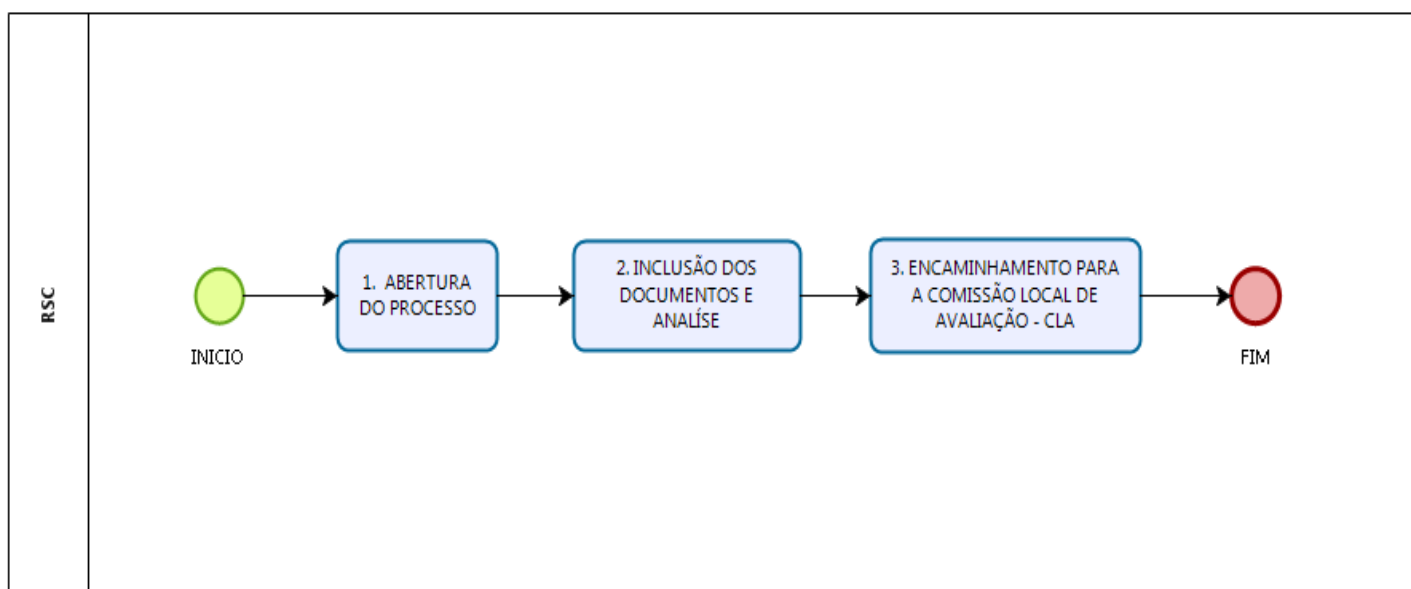 RSC
INICIO
1. ABERTURA
DO PROCESSO
2. INCLUSÃO DOS
DOCUMENTOS E
ANALÍSE
3. ENCAMINHAMENTO PARA
A COMISSÃO LOCAL DE
AVALIAÇÃO - CLA
FIM